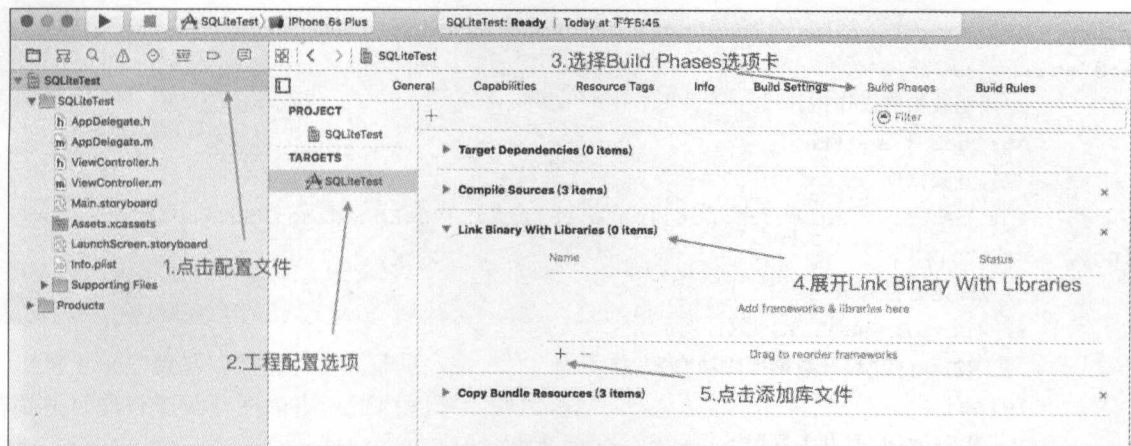 SQLiteTest 〉 iPhone 6s Plus
SQLiteTest: Ready | Today at 下午5:45
SQLiteTest
3.选择Build Phases选项卡
SQLiteTest
General Capabilities Resource Tags Info Build Settings Build Phases Build Rules
SQLiteTest
AppDelegate.h
AppDelegate.m
ViewController.h
ViewController.m
Main.storyboard
Assets.xcassets
LaunchScreen.storyboard
Info.plist
Supporting Files
Products
1.点击配置文件
PROJECT
SQLiteTest
TARGETS
SQLiteTest
2.工程配置选项
+
Filter
Target Dependencies (0 items)
Compile Sources (3 items) ×
Link Binary With Libraries (0 items) ×
Name Status
4.展开Link Binary With Libraries
Add frameworks & libraries here
+ − Drag to reorder frameworks
5.点击添加库文件
Copy Bundle Resources (3 items) ×